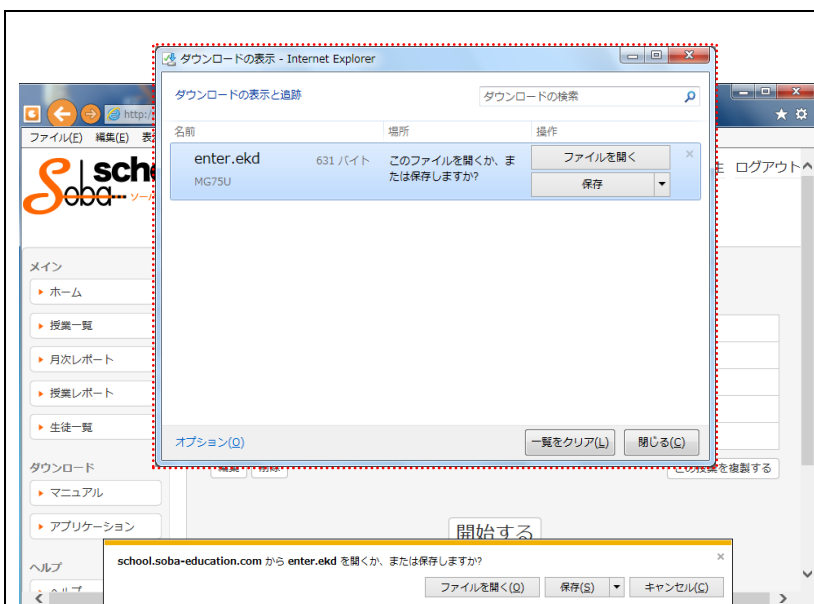 ダウンロードの表示 - Internet Explorer
ダウンロードの表示と追跡
ダウンロードの検索
名前
場所
操作
enter.ekd
631 バイト
このファイルを開くか、ま
たは保存しますか?
ファイルを開く
MG75U
保存
オプション(O)
一覧をクリア(L)
閉じる(C)
http:/
ファイル(E) 編集(E) 表
Soba
scho
ソー
ログアウト
メイン
ホーム
授業一覧
月次レポート
授業レポート
生徒一覧
ダウンロード
マニュアル
アプリケーション
ヘルプ
編集
削除
この授業を複製する
開始する
school.soba-education.com から enter.ekd を開くか、または保存しますか?
ファイルを開く(O)
保存(S)
キャンセル(C)